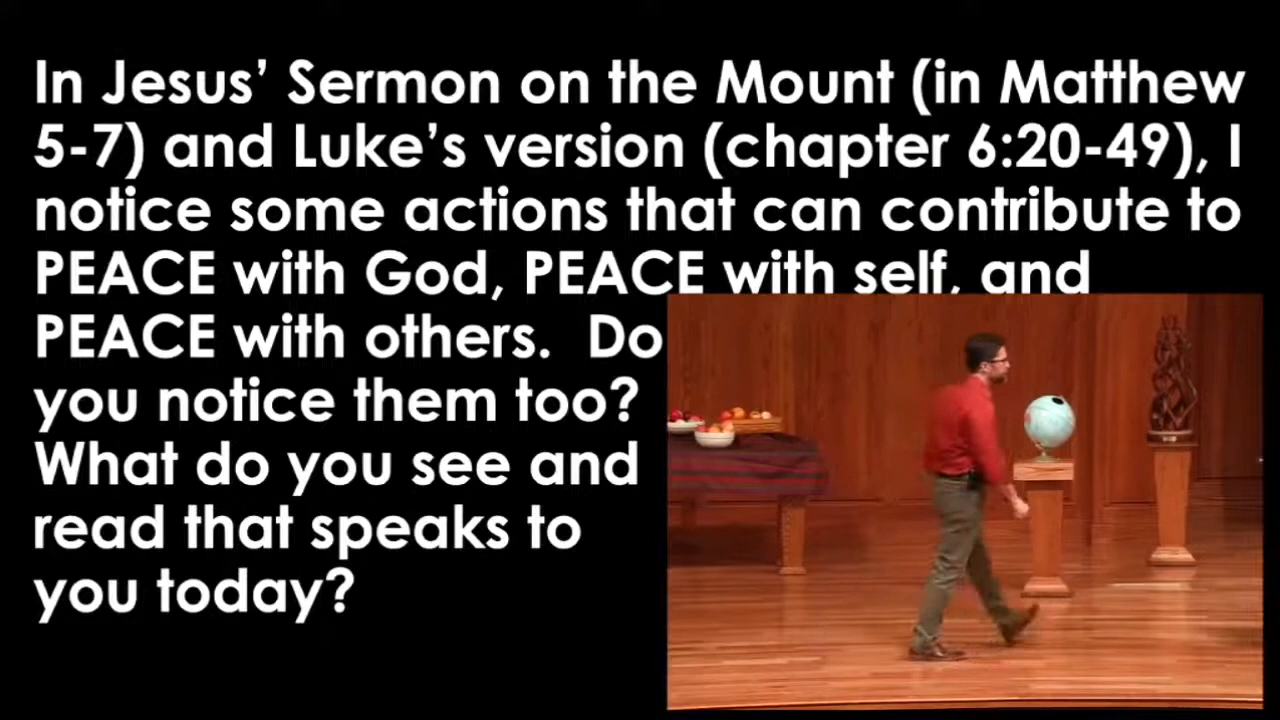 In Jesus’ Sermon on the Mount (in Matthew
5-7) and Luke’s version (chapter 6:20-49), I
notice some actions that can contribute to
PEACE with God, PEACE with self, and
PEACE with others.  Do
you notice them too?
What do you see and
read that speaks to
you today?